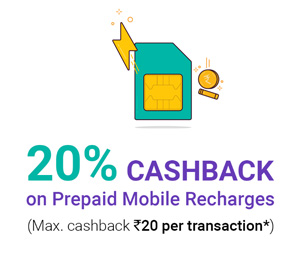 20% CASHBACK
on Prepaid Mobile Recharges
(Max. cashback ₹20 per transaction*)